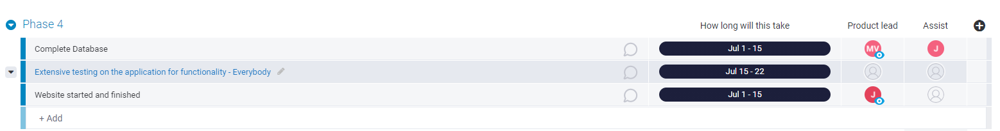 Phase 4
How long will this take Product lead Assist
Complete Database Jul 1 - 15 MV J
Extensive testing on the application for functionality - Everybody Jul 15 - 22
Website started and finished Jul 1 - 15 J
+ Add